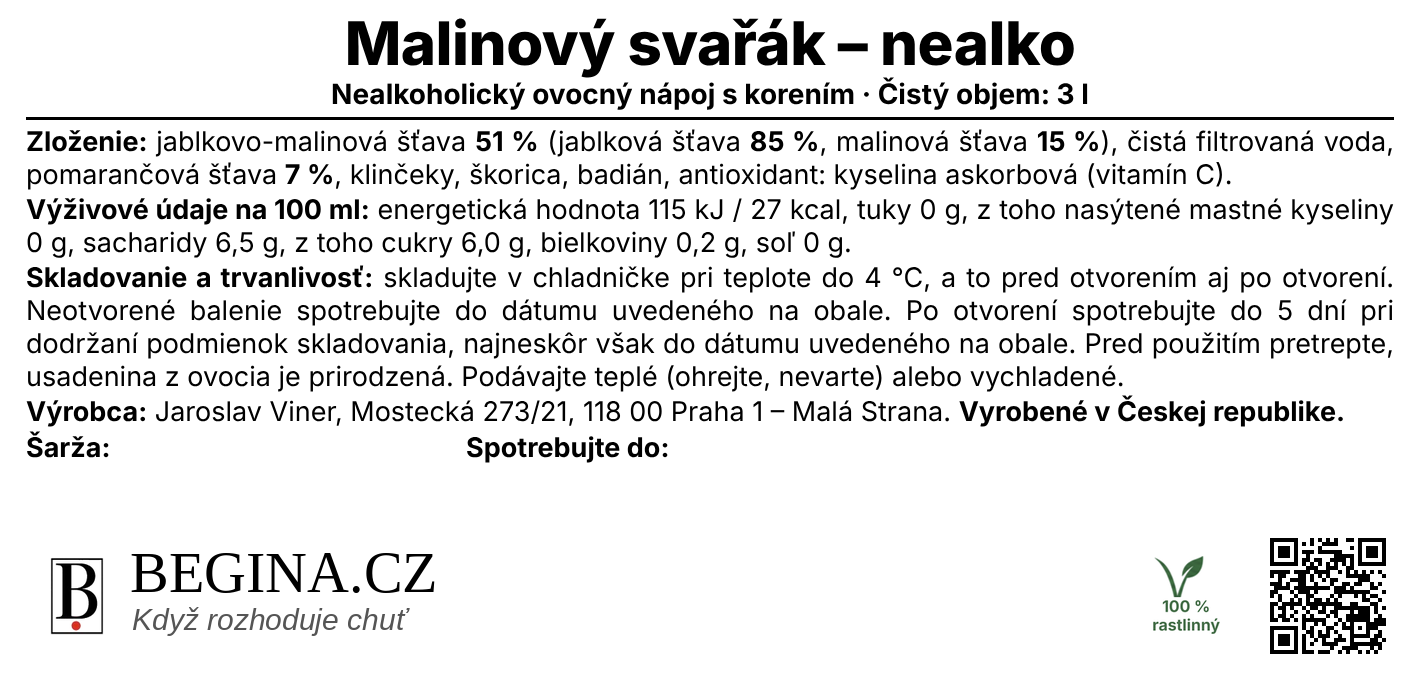 Malinový svařák – nealko
Nealkoholický ovocný nápoj s korením · Čistý objem: 3 l
Zloženie: jablkovo-malinová šťava 51 % (jablková šťava 85 %, malinová šťava 15 %), čistá filtrovaná voda,
pomarančová šťava 7 %, klinčeky, škorica, badián, antioxidant: kyselina askorbová (vitamín C).
Výživové údaje na 100 ml: energetická hodnota 115 kJ / 27 kcal, tuky 0 g, z toho nasýtené mastné kyseliny
0 g, sacharidy 6,5 g, z toho cukry 6,0 g, bielkoviny 0,2 g, soľ 0 g.
Skladovanie a trvanlivosť: skladujte v chladničke pri teplote do 4 °C, a to pred otvorením aj po otvorení.
Neotvorené balenie spotrebujte do dátumu uvedeného na obale. Po otvorení spotrebujte do 5 dní pri
dodržaní podmienok skladovania, najneskôr však do dátumu uvedeného na obale. Pred použitím pretrepte,
usadenina z ovocia je prirodzená. Podávajte teplé (ohrejte, nevarte) alebo vychladené.
Výrobca: Jaroslav Viner, Mostecká 273/21, 118 00 Praha 1 – Malá Strana. Vyrobené v Českej republike.
Šarža: Spotrebujte do:
B BEGINA.CZ
Když rozhoduje chuť
100 %
rastlinný